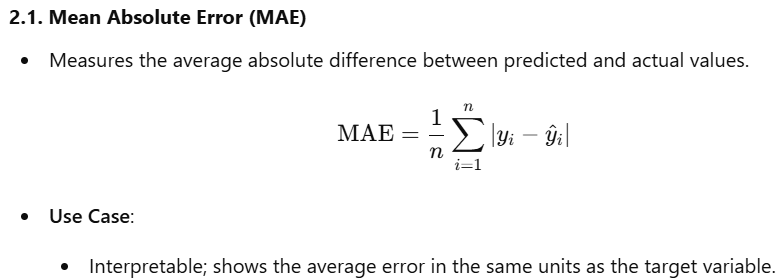 2.1. Mean Absolute Error (MAE)
• Measures the average absolute difference between predicted and actual values.
MAE = \frac{1}{n} \sum_{i=1}^{n} |y_i - \hat{y}_i|
• Use Case:
• Interpretable; shows the average error in the same units as the target variable.